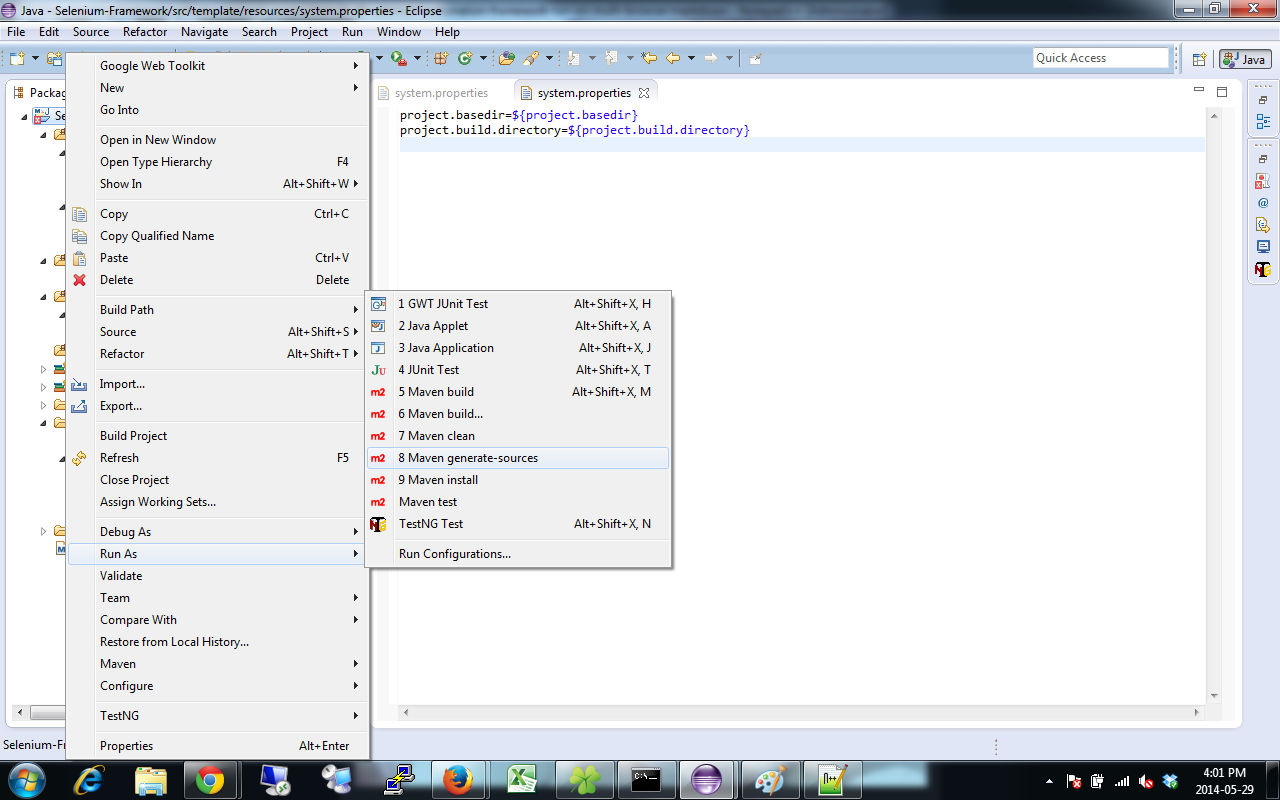 Java - Selenium-Framework/src/template/resources/system.properties - Eclipse
File Edit Source Refactor Navigate Search Project Run Window Help
Quick Access
Java
Packag
Se
system.properties
system.properties
project.basedir=${project.basedir}
project.build.directory=${project.build.directory}
Google Web Toolkit
New
Go Into
Open in New Window
Open Type Hierarchy F4
Show In Alt+Shift+W
Copy Ctrl+C
Copy Qualified Name
Paste Ctrl+V
Delete Delete
Build Path
Source Alt+Shift+S
Refactor Alt+Shift+T
Import...
Export...
Build Project
Refresh F5
Close Project
Assign Working Sets...
Debug As
Run As
Validate
Team
Compare With
Restore from Local History...
Maven
Configure
TestNG
Properties Alt+Enter
1 GWT JUnit Test Alt+Shift+X, H
2 Java Applet Alt+Shift+X, A
3 Java Application Alt+Shift+X, J
Ju 4 JUnit Test Alt+Shift+X, T
m2 5 Maven build Alt+Shift+X, M
m2 6 Maven build...
m2 7 Maven clean
m2 8 Maven generate-sources
m2 9 Maven install
m2 Maven test
TestNG Test Alt+Shift+X, N
Run Configurations...
Selenium-Fr
C:\
4:01 PM
2014-05-29